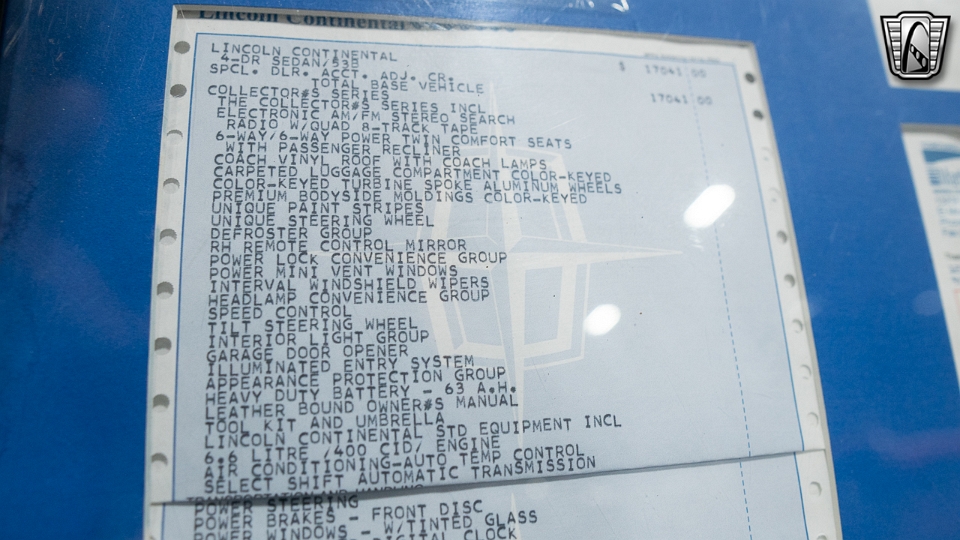 Lincoln Continental
LINCOLN CONTINENTAL
4-DR SEDAN/53B $ 17041 00
SPCL. DLR. ACCT. ADJ. CR.
TOTAL BASE VEHICLE 17041 00
COLLECTOR#S SERIES
THE COLLECTOR#S SERIES INCL
ELECTRONIC AM/FM STEREO SEARCH
RADIO W/QUAD 8-TRACK TAPE
6-WAY/6-WAY POWER TWIN COMFORT SEATS
WITH PASSENGER RECLINER
COACH VINYL ROOF WITH COACH LAMPS
CARPETED LUGGAGE COMPARTMENT COLOR-KEYED
COLOR-KEYED TURBINE SPOKE ALUMINUM WHEELS
PREMIUM BODYSIDE MOLDINGS COLOR-KEYED
UNIQUE PAINT STRIPES
UNIQUE STEERING WHEEL
DEFROSTER GROUP
RH REMOTE CONTROL MIRROR
POWER LOCK CONVENIENCE GROUP
POWER MINI VENT WINDOWS
INTERVAL WINDSHIELD WIPERS
HEADLAMP CONVENIENCE GROUP
SPEED CONTROL
TILT STEERING WHEEL
INTERIOR LIGHT GROUP
GARAGE DOOR OPENER
ILLUMINATED ENTRY SYSTEM
APPEARANCE PROTECTION GROUP
HEAVY DUTY BATTERY - 63 A.H.
LEATHER BOUND OWNER#S MANUAL
TOOL KIT AND UMBRELLA
LINCOLN CONTINENTAL STD EQUIPMENT INCL
6.6 LITRE /400 CID/ ENGINE
AIR CONDITIONING-AUTO TEMP CONTROL
SELECT SHIFT AUTOMATIC TRANSMISSION
TRANSPORTATION AND HANDLING
POWER STEERING
POWER BRAKES - FRONT DISC
POWER WINDOWS - W/TINTED GLASS
DIGITAL CLOCK